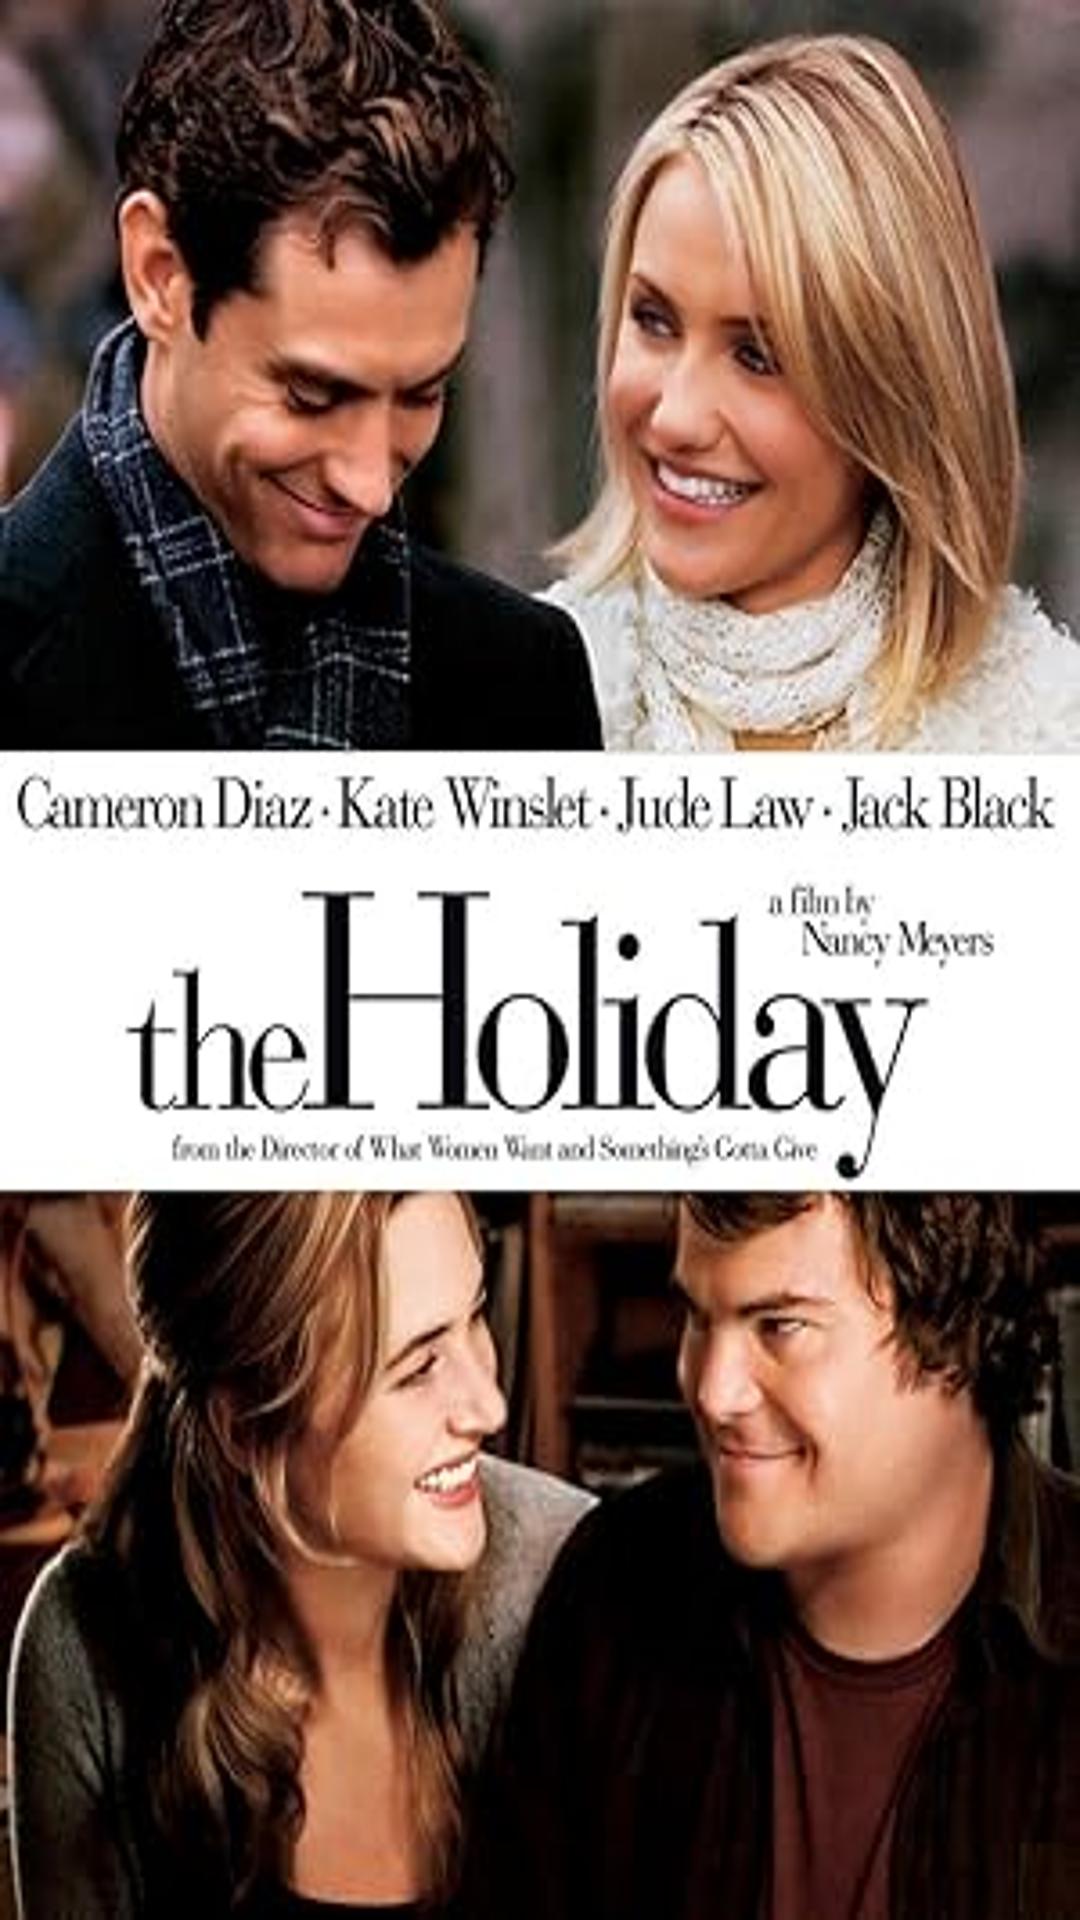 Cameron Diaz · Kate Winslet · Jude Law · Jack Black
a film by
Nancy Meyers
the Holiday
from the Director of What Women Want and Something's Gotta Give